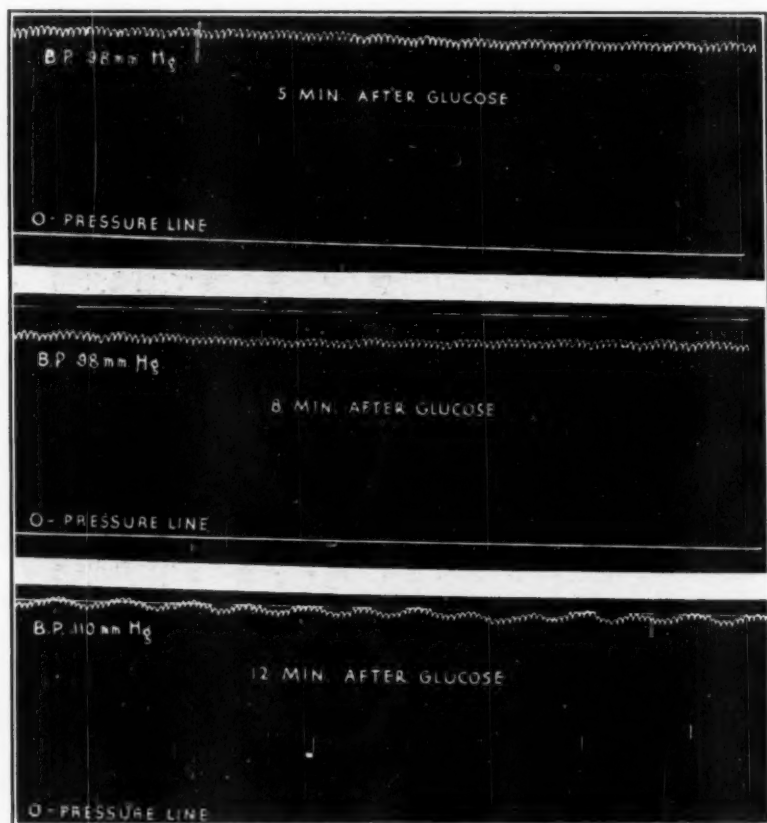 B.P. 98 mm Hg
5 MIN. AFTER GLUCOSE
O-PRESSURE LINE
B.P. 98 mm Hg
8 MIN. AFTER GLUCOSE
O-PRESSURE LINE
B.P. 110 mm Hg
12 MIN. AFTER GLUCOSE
O-PRESSURE LINE